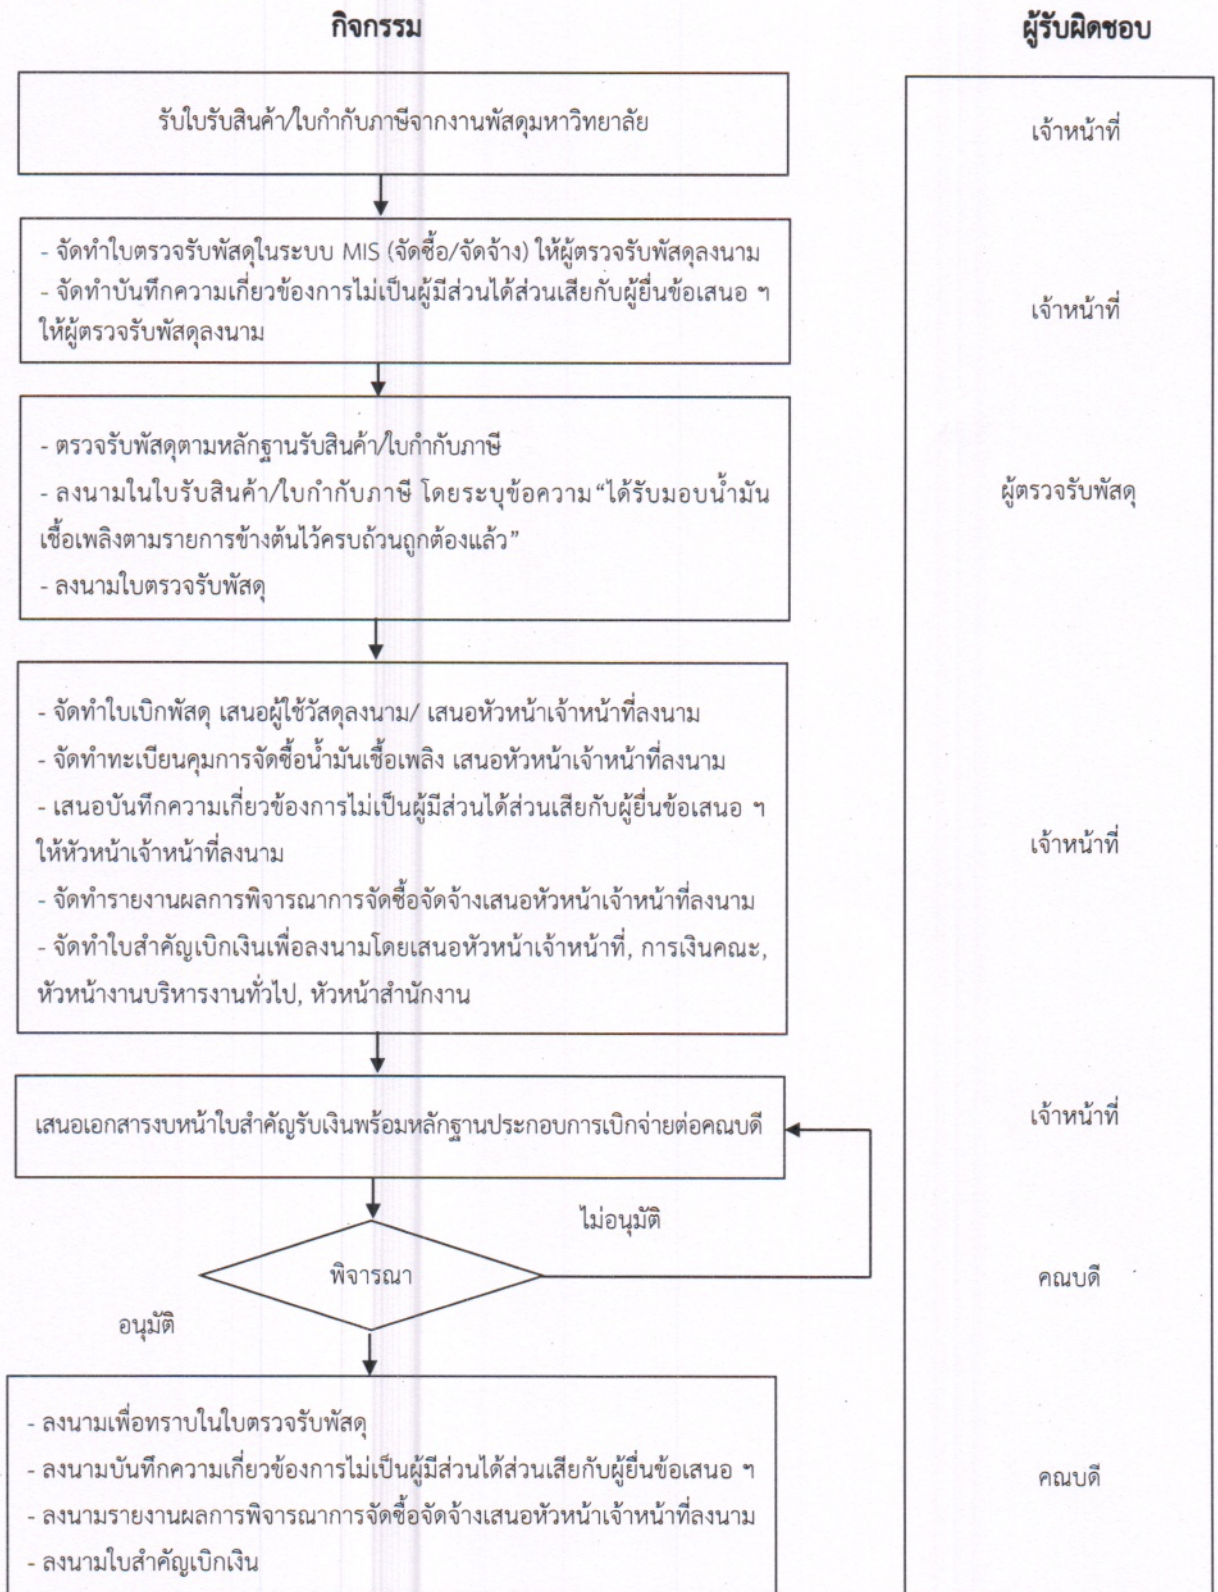 กิจกรรม
ผู้รับผิดชอบ
รับใบรับสินค้า/ใบกำกับภาษีจากงานพัสดุมหาวิทยาลัย
เจ้าหน้าที่
- จัดทำใบตรวจรับพัสดุในระบบ MIS (จัดซื้อ/จัดจ้าง) ให้ผู้ตรวจรับพัสดุลงนาม
- จัดทำบันทึกความเกี่ยวข้องการไม่เป็นผู้มีส่วนได้ส่วนเสียกับผู้ยื่นข้อเสนอ ฯ
ให้ผู้ตรวจรับพัสดุลงนาม
เจ้าหน้าที่
- ตรวจรับพัสดุตามหลักฐานรับสินค้า/ใบกำกับภาษี
- ลงนามในใบรับสินค้า/ใบกำกับภาษี โดยระบุข้อความ “ได้รับมอบน้ำมัน
เชื้อเพลิงตามรายการข้างต้นไว้ครบถ้วนถูกต้องแล้ว”
- ลงนามใบตรวจรับพัสดุ
ผู้ตรวจรับพัสดุ
- จัดทำใบเบิกพัสดุ เสนอผู้ใช้วัสดุลงนาม/ เสนอหัวหน้าเจ้าหน้าที่ลงนาม
- จัดทำทะเบียนคุมการจัดซื้อน้ำมันเชื้อเพลิง เสนอหัวหน้าเจ้าหน้าที่ลงนาม
- เสนอบันทึกความเกี่ยวข้องการไม่เป็นผู้มีส่วนได้ส่วนเสียกับผู้ยื่นข้อเสนอ ฯ
ให้หัวหน้าเจ้าหน้าที่ลงนาม
- จัดทำรายงานผลการพิจารณาการจัดซื้อจัดจ้างเสนอหัวหน้าเจ้าหน้าที่ลงนาม
- จัดทำใบสำคัญเบิกเงินเพื่อลงนามโดยเสนอหัวหน้าเจ้าหน้าที่, การเงินคณะ,
หัวหน้างานบริหารงานทั่วไป, หัวหน้าสำนักงาน
เจ้าหน้าที่
เสนอเอกสารงบหน้าใบสำคัญรับเงินพร้อมหลักฐานประกอบการเบิกจ่ายต่อคณบดี
เจ้าหน้าที่
ไม่อนุมัติ
พิจารณา
คณบดี
อนุมัติ
- ลงนามเพื่อทราบในใบตรวจรับพัสดุ
- ลงนามบันทึกความเกี่ยวข้องการไม่เป็นผู้มีส่วนได้ส่วนเสียกับผู้ยื่นข้อเสนอ ฯ
- ลงนามรายงานผลการพิจารณาการจัดซื้อจัดจ้างเสนอหัวหน้าเจ้าหน้าที่ลงนาม
- ลงนามใบสำคัญเบิกเงิน
คณบดี